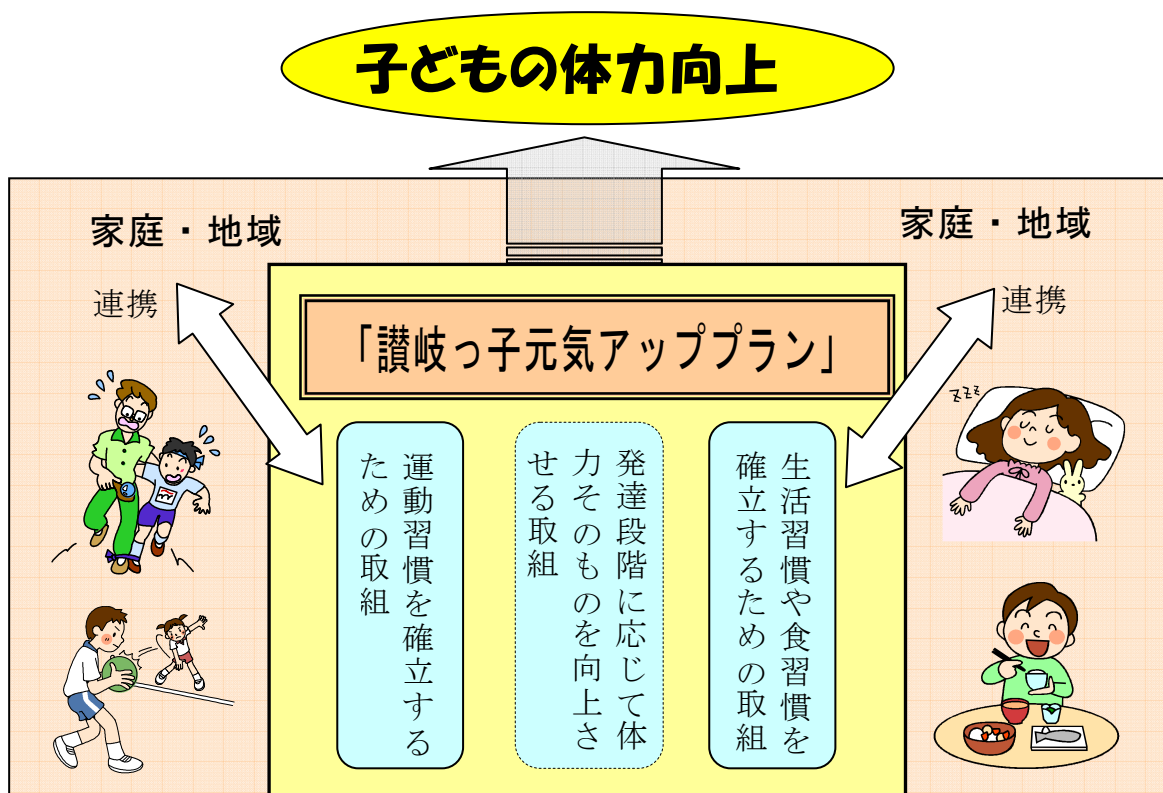 子どもの体力向上
家庭・地域
家庭・地域
連携
連携
「讃岐っ子元気アッププラン」
運動習慣を確立する
ための取組
発達段階に応じて体
力そのものを向上さ
せる取組
生活習慣や食習慣を
確立するための取組
zzz